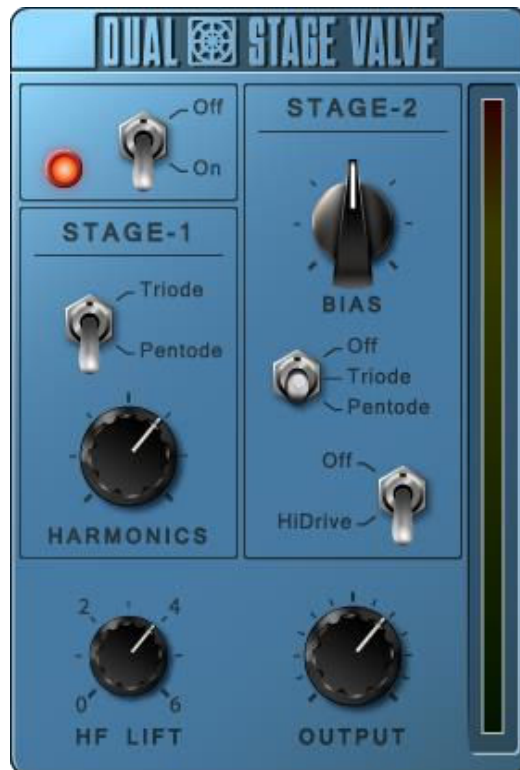 DUAL STAGE VALVE
Off
On
STAGE-1
Triode
Pentode
HARMONICS
STAGE-2
BIAS
Off
Triode
Pentode
Off
HiDrive
2 4
0 6
HF LIFT
OUTPUT